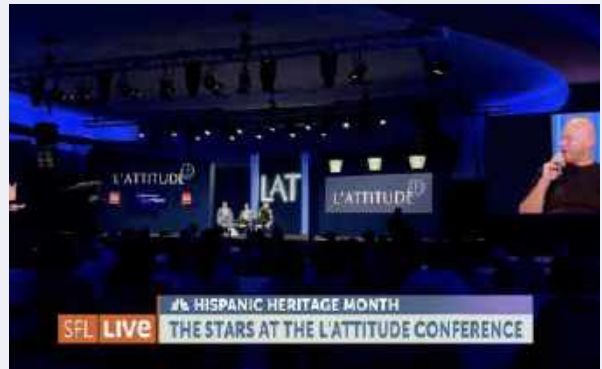 L'ATTITUDE
LAT
L'ATTITUDE
HISPANIC HERITAGE MONTH
SFL LIVE
THE STARS AT THE L'ATTITUDE CONFERENCE